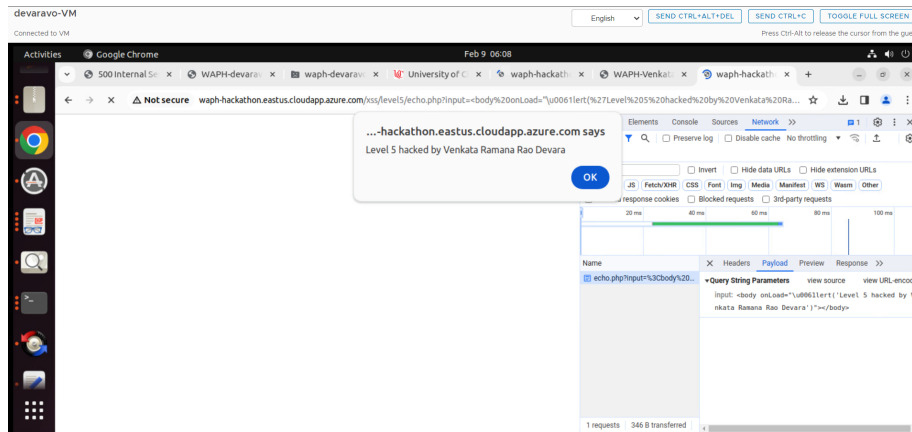 devaravo-VM
English
SEND CTRL+ALT+DEL
SEND CTRL+C
TOGGLE FULL SCREEN
Connected to VM
Press Ctrl-Alt to release the cursor from the gue
Activities
Google Chrome
Feb 9 06:08
500 Internal Se
WAPH-devarav
waph-devarav
University of C
waph-hackath
WAPH-Venkat
waph-hackath
Not secure
waph-hackathon.eastus.cloudapp.azure.com/xss/level5/echo.php?input=<body%20onLoad="\u0061lert(%27Level%205%20hacked%20by%20Venkata%20Ra...
...-hackathon.eastus.cloudapp.azure.com says
Level 5 hacked by Venkata Ramana Rao Devara
OK
Elements
Console
Sources
Network
1
Preserve log
Disable cache
No throttling
Invert
Hide data URLs
Hide extension URLs
JS
Fetch/XHR
CSS
Font
Img
Media
Manifest
WS
Wasm
Other
response cookies
Blocked requests
3rd-party requests
20 ms
40 ms
60 ms
80 ms
100 ms
Name
Headers
Payload
Preview
Response
echo.php?input=%3Cbody%20...
Query String Parameters
view source
view URL-encod
input: <body onLoad="\u0061lert('Level 5 hacked by
nkata Ramana Rao Devara')"></body>
1 requests
346 B transferred